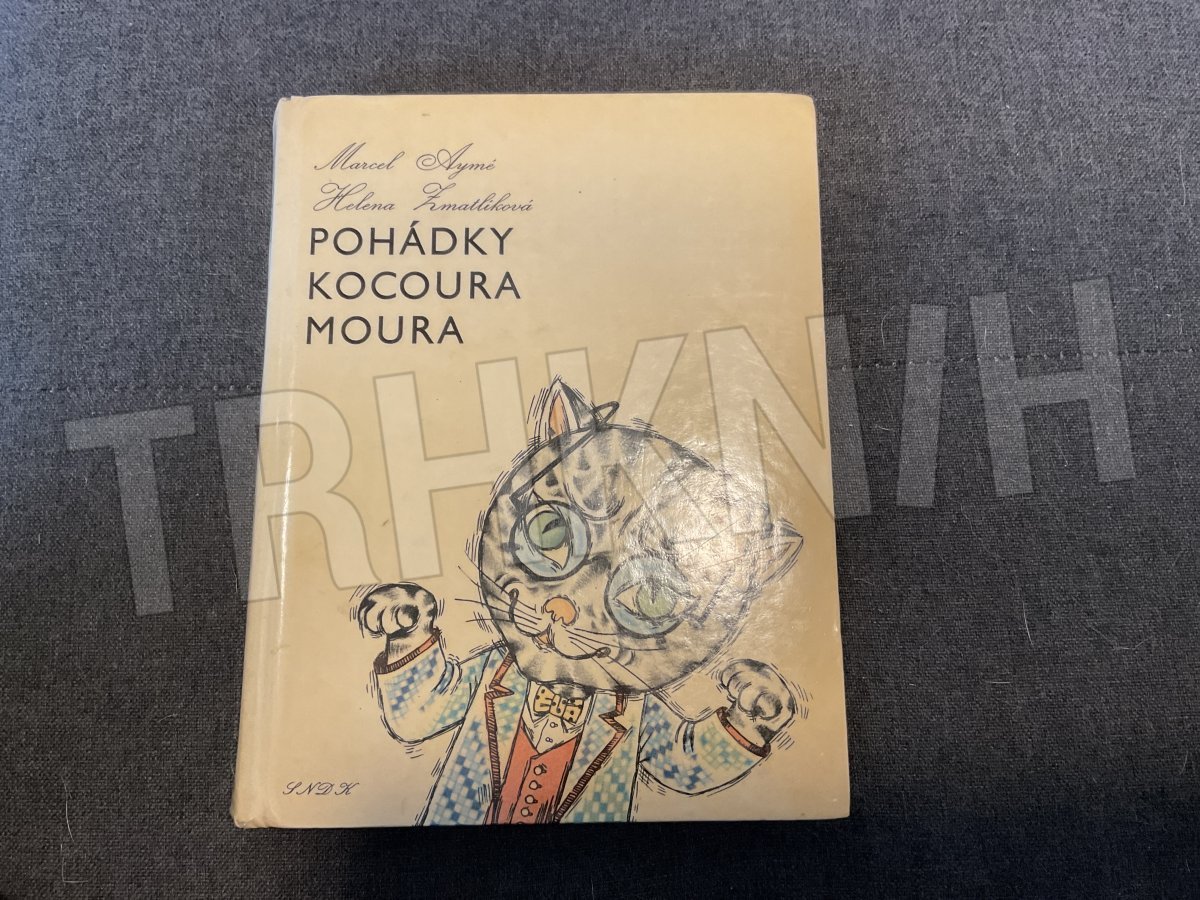 Marcel Aymé
Helena Zmatlíková
POHÁDKY
KOCOURA
MOURA
TRHKNIH
SNDK